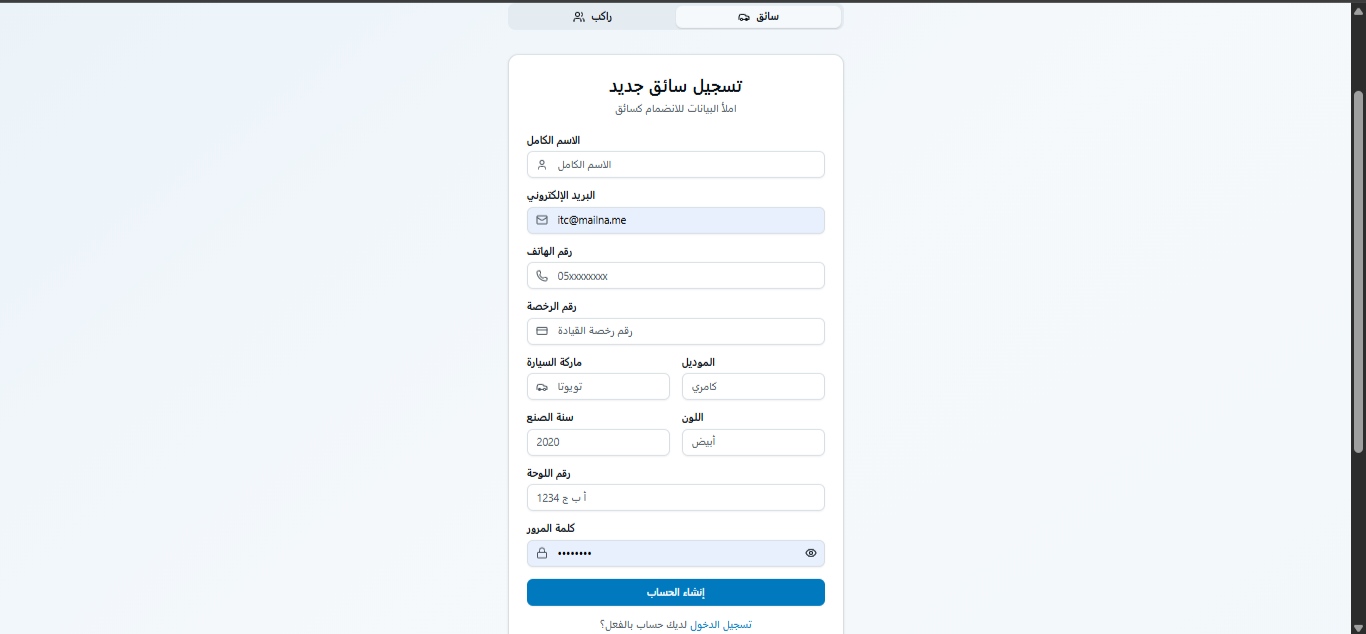 سائق
راكب
تسجيل سائق جديد
املأ البيانات للانضمام كسائق
الاسم الكامل
الاسم الكامل
البريد الإلكتروني
itc@mailna.me
رقم الهاتف
05xxxxxxxx
رقم الرخصة
رقم رخصة القيادة
ماركة السيارة
تويوتا
الموديل
كامري
سنة الصنع
2020
اللون
أبيض
رقم اللوحة
أ ب ج 1234
كلمة المرور
••••••••
إنشاء الحساب
لديك حساب بالفعل؟ تسجيل الدخول